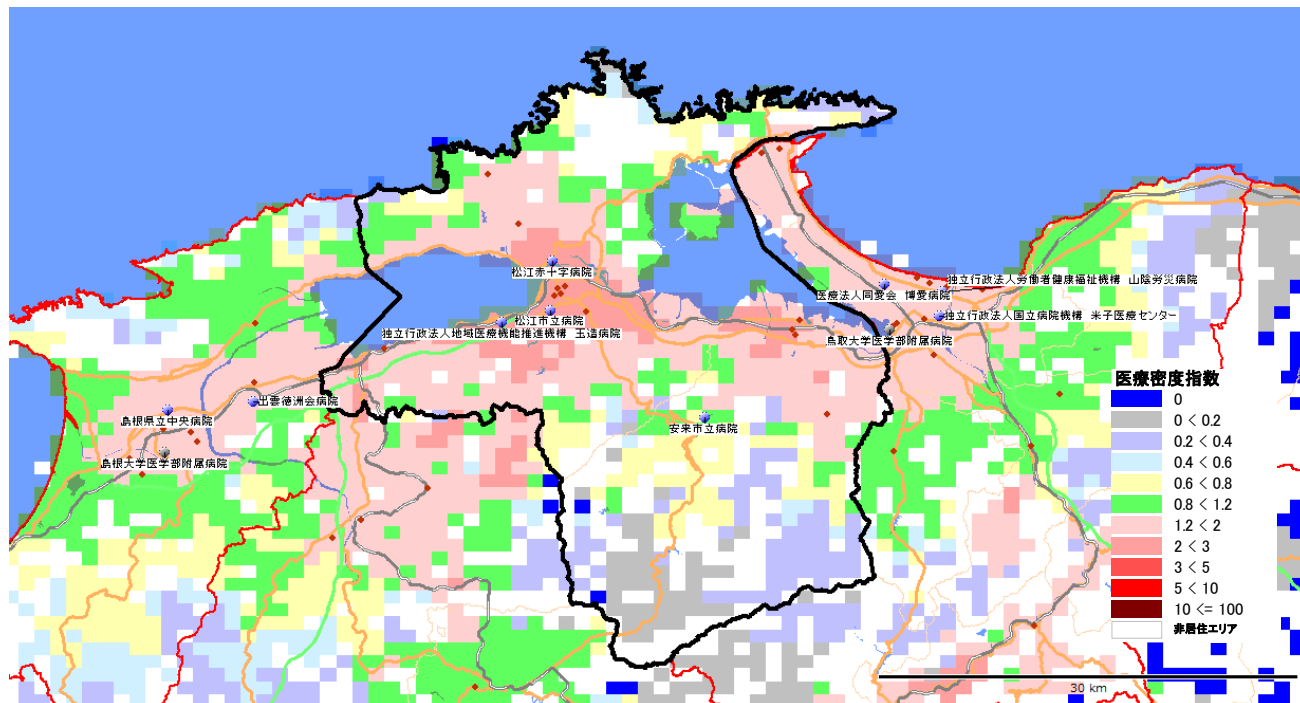 松江赤十字病院
医療法人同愛会 博愛病院
独立行政法人労働者健康福祉機構 山陰労災病院
松江市立病院
独立行政法人国立病院機構 米子医療センター
独立行政法人地域医療機能推進機構 玉造病院
鳥取大学医学部附属病院
出雲徳洲会病院
島根県立中央病院
安来市立病院
島根大学医学部附属病院
医療密度指数
0
0 < 0.2
0.2 < 0.4
0.4 < 0.6
0.6 < 0.8
0.8 < 1.2
1.2 < 2
2 < 3
3 < 5
5 < 10
10 <= 100
非居住エリア
30 km